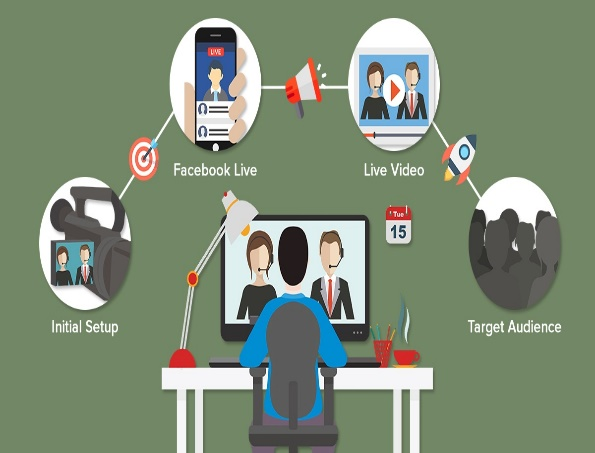 LIVE
Facebook Live
Live Video
Tue
15
Initial Setup
Target Audience